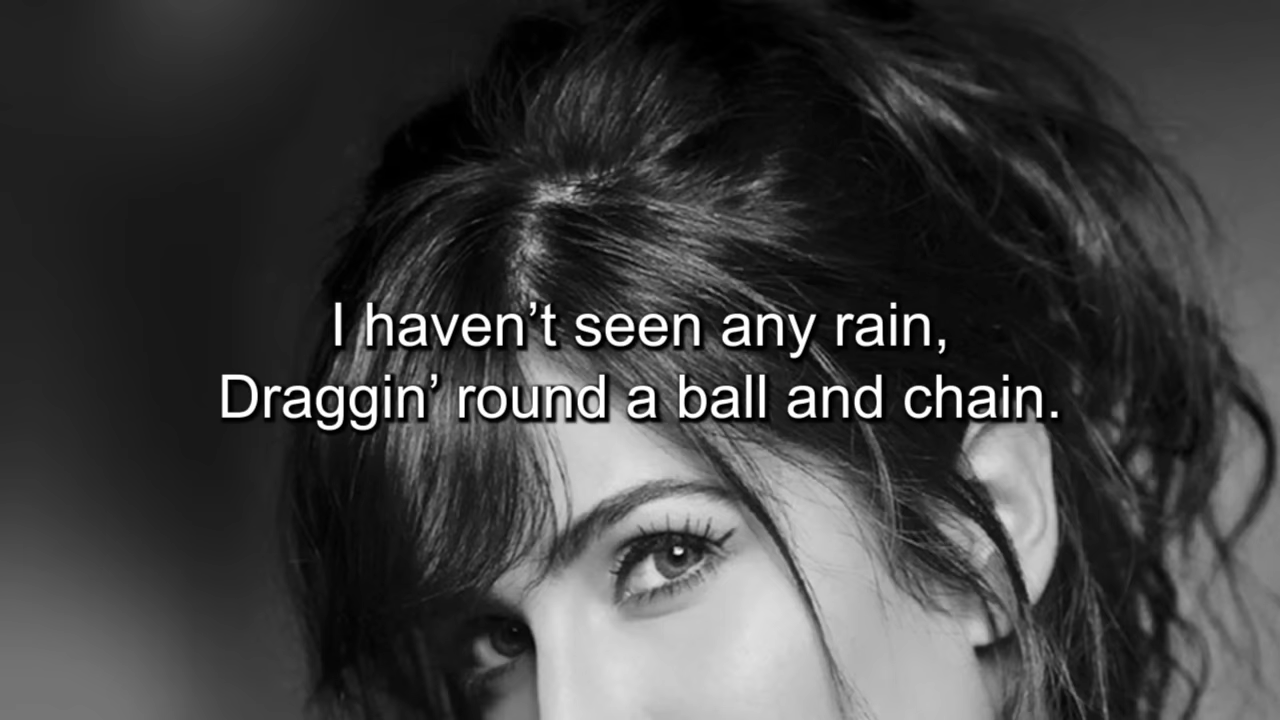 I haven’t seen any rain,
Draggin’ round a ball and chain.